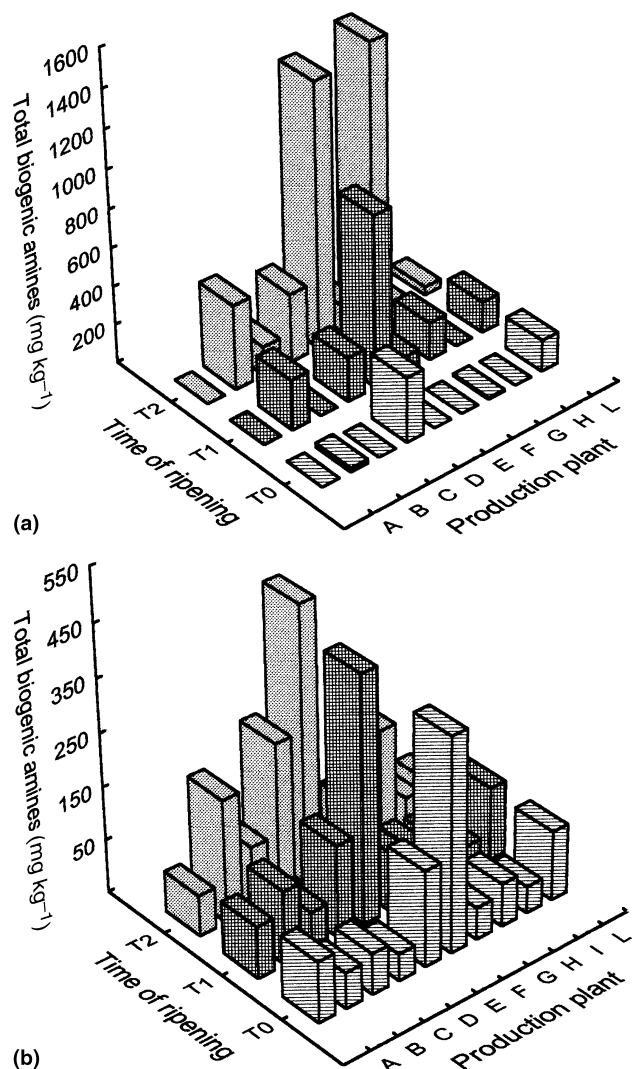 1600
1400
1200
1000
800
600
400
200
Total biogenic amines (mg kg–1)
T2
T1
T0
Time of ripening
A B C D E F G H L
Production plant
(a)
550
450
350
250
150
50
Total biogenic amines (mg kg–1)
T2
T1
T0
Time of ripening
A B C D E F G H I L
Production plant
(b)